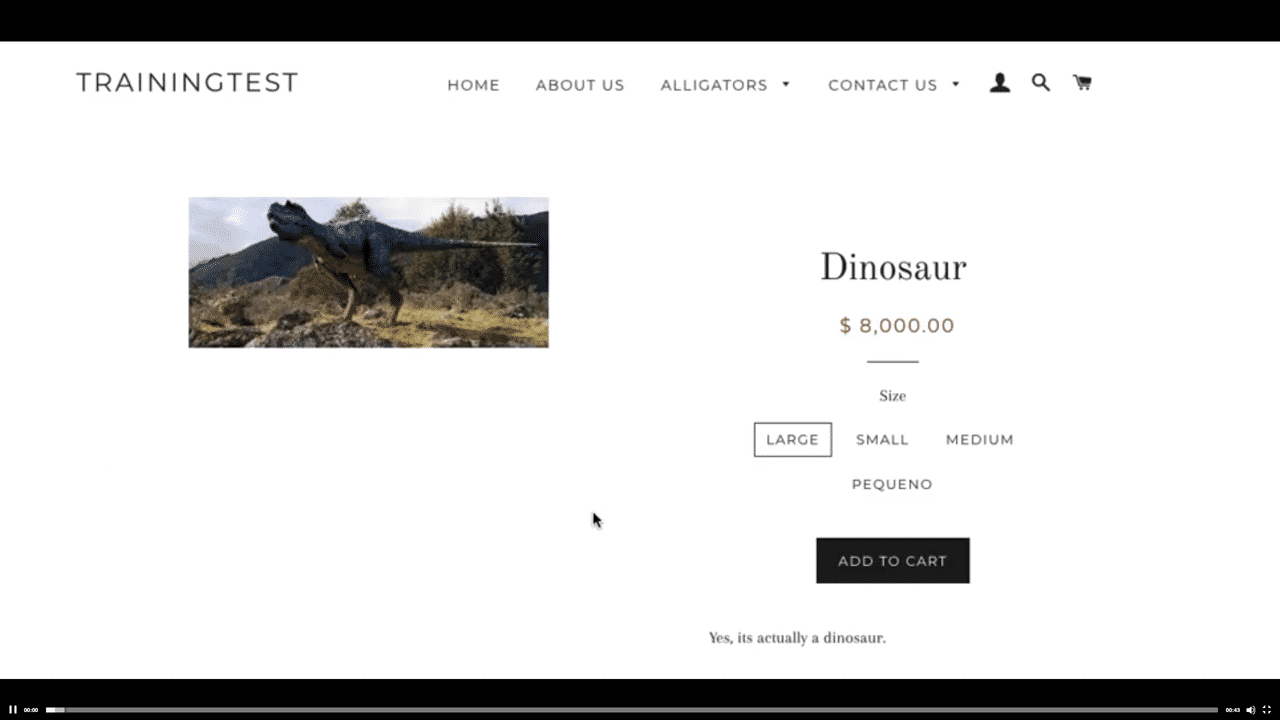 TRAININGTEST
HOME ABOUT US ALLIGATORS CONTACT US
Dinosaur
$ 8,000.00
Size
LARGE SMALL MEDIUM
PEQUENO
ADD TO CART
Yes, its actually a dinosaur.
00:00 00:43